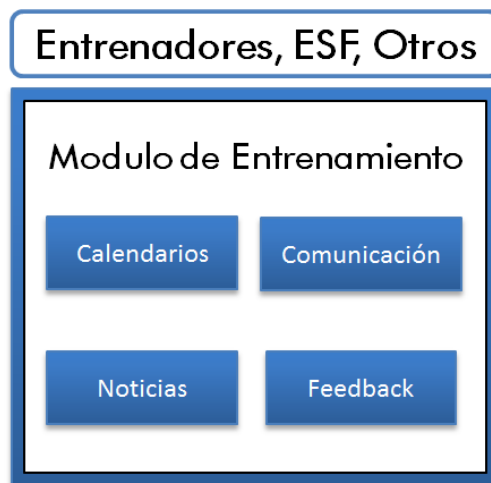 Entrenadores, ESF, Otros
Modulo de Entrenamiento
Calendarios
Comunicación
Noticias
Feedback